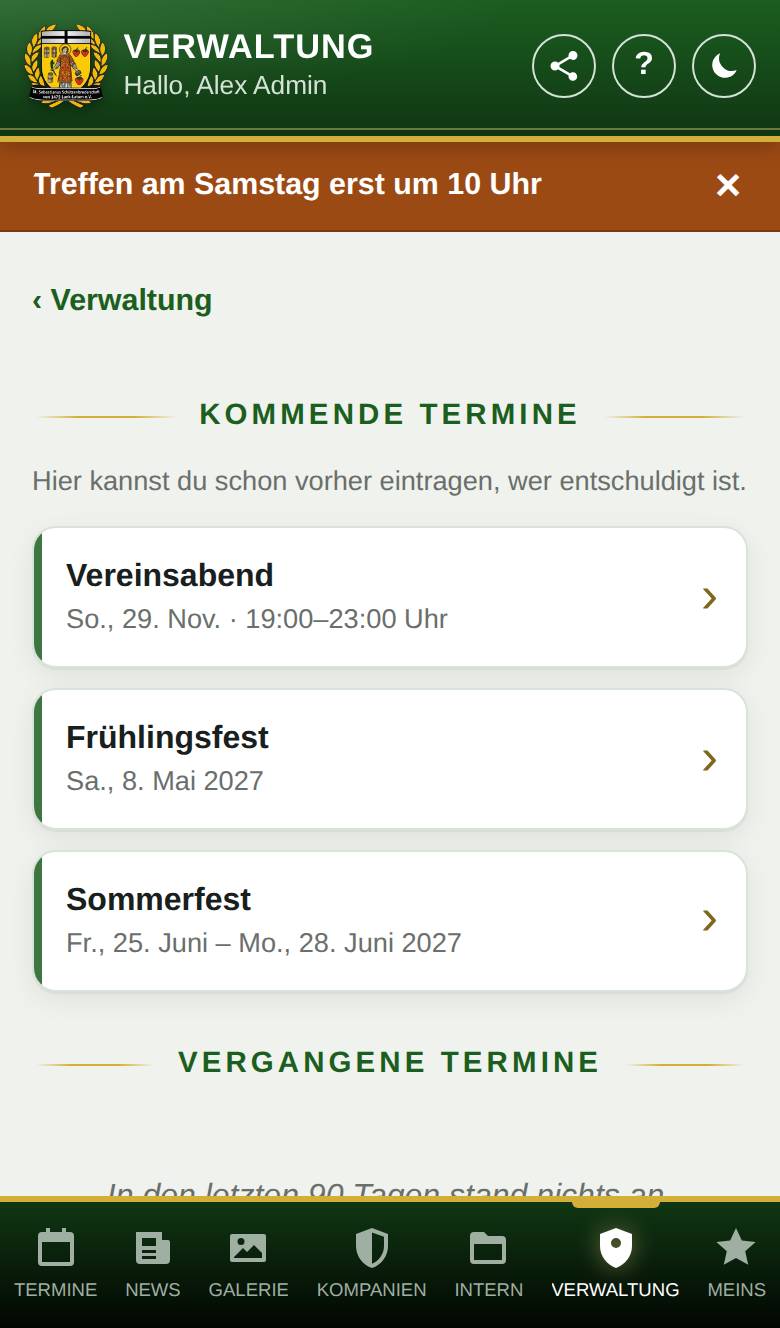 VERWALTUNG
Hallo, Alex Admin
?
Treffen am Samstag erst um 10 Uhr
×
‹ Verwaltung
KOMMENDE TERMINE
Hier kannst du schon vorher eintragen, wer entschuldigt ist.
Vereinsabend
So., 29. Nov. · 19:00–23:00 Uhr
›
Frühlingsfest
Sa., 8. Mai 2027
›
Sommerfest
Fr., 25. Juni – Mo., 28. Juni 2027
›
VERGANGENE TERMINE
In den letzten 90 Tagen stand nichts an
TERMINE NEWS GALERIE KOMPANIEN INTERN VERWALTUNG MEINS